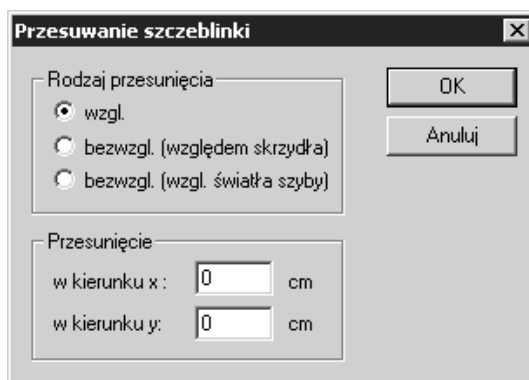 Przesuwanie szczeblinki
Rodzaj przesunięcia
wzgl.
bezwzgl. (względem skrzydła)
bezwzgl. (wzgl. światła szyby)
OK
Anuluj
Przesunięcie
w kierunku x : 0 cm
w kierunku y: 0 cm